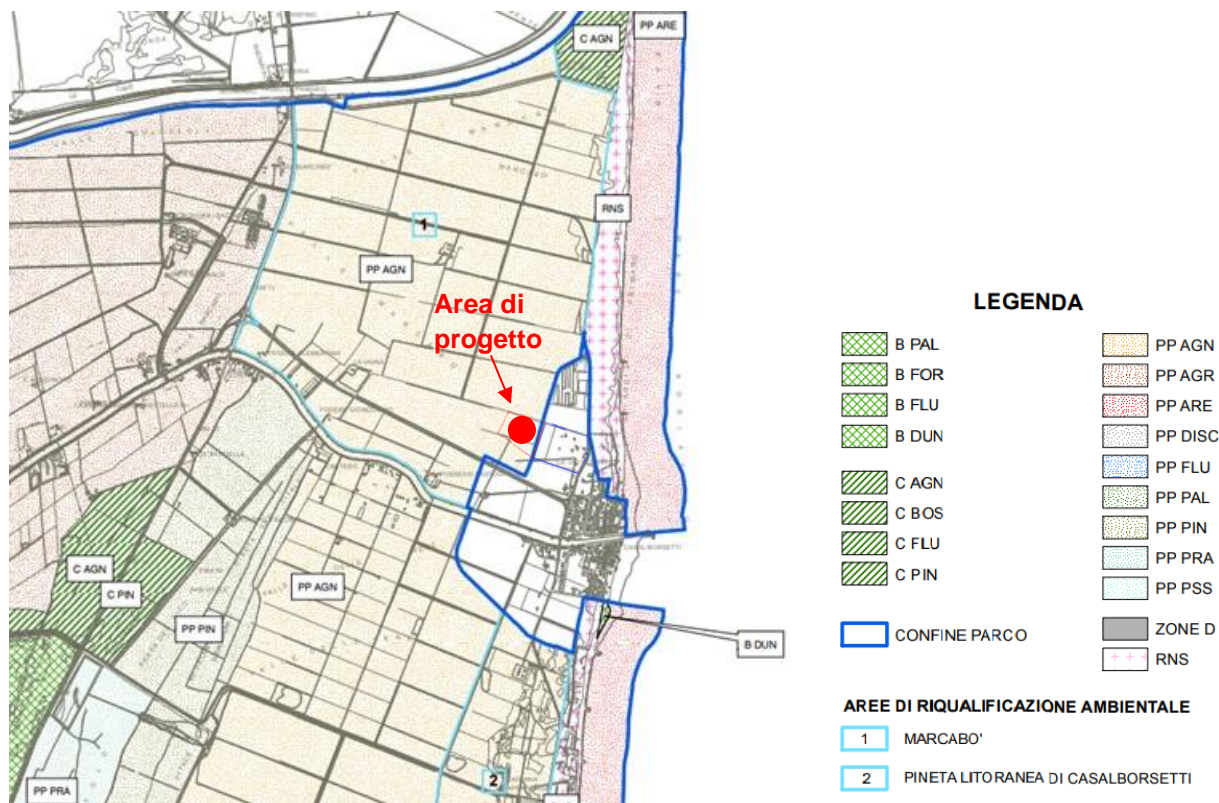 PP ARE
C AGN
RNS
1
PP AGN
Area di
progetto
C AGN
C PIN
PP AGN
PP PIN
B DUN
CASAL BORSETTI
2
PP PRA
LEGENDA
B PAL
B FOR
B FLU
B DUN
C AGN
C BOS
C FLU
C PIN
CONFINE PARCO
PP AGN
PP AGR
PP ARE
PP DISC
PP FLU
PP PAL
PP PIN
PP PRA
PP PSS
ZONE D
RNS
AREE DI RIQUALIFICAZIONE AMBIENTALE
1 MARCABO'
2 PINETA LITORANEA DI CASALBORSETTI